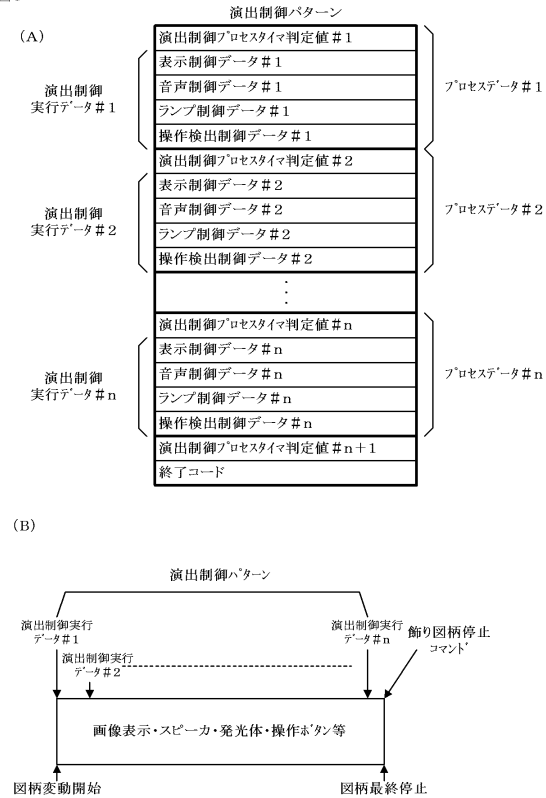 演出制御パターン
(A)
演出制御ﾌﾟﾛｾｽﾀｲﾏ判定値＃１
表示制御データ＃１
音声制御データ＃１
ランプ制御データ＃１
操作検出制御データ＃１
演出制御
実行ﾃﾞｰﾀ＃１
ﾌﾟﾛｾｽﾃﾞｰﾀ＃１
演出制御ﾌﾟﾛｾｽﾀｲﾏ判定値＃２
表示制御データ＃２
音声制御データ＃２
ランプ制御データ＃２
操作検出制御データ＃２
演出制御
実行ﾃﾞｰﾀ＃２
ﾌﾟﾛｾｽﾃﾞｰﾀ＃２
・
・
・
演出制御ﾌﾟﾛｾｽﾀｲﾏ判定値＃ｎ
表示制御データ＃ｎ
音声制御データ＃ｎ
ランプ制御データ＃ｎ
操作検出制御データ＃ｎ
演出制御
実行ﾃﾞｰﾀ＃ｎ
ﾌﾟﾛｾｽﾃﾞｰﾀ＃ｎ
演出制御ﾌﾟﾛｾｽﾀｲﾏ判定値＃ｎ＋１
終了コード
(B)
演出制御ﾊﾟﾀｰﾝ
演出制御実行
ﾃﾞｰﾀ＃１
演出制御実行
ﾃﾞｰﾀ＃２
演出制御実行
ﾃﾞｰﾀ＃ｎ
飾り図柄停止
ｺﾏﾝﾄﾞ
画像表示・スピーカ・発光体・操作ﾎﾞﾀﾝ等
図柄変動開始
図柄最終停止